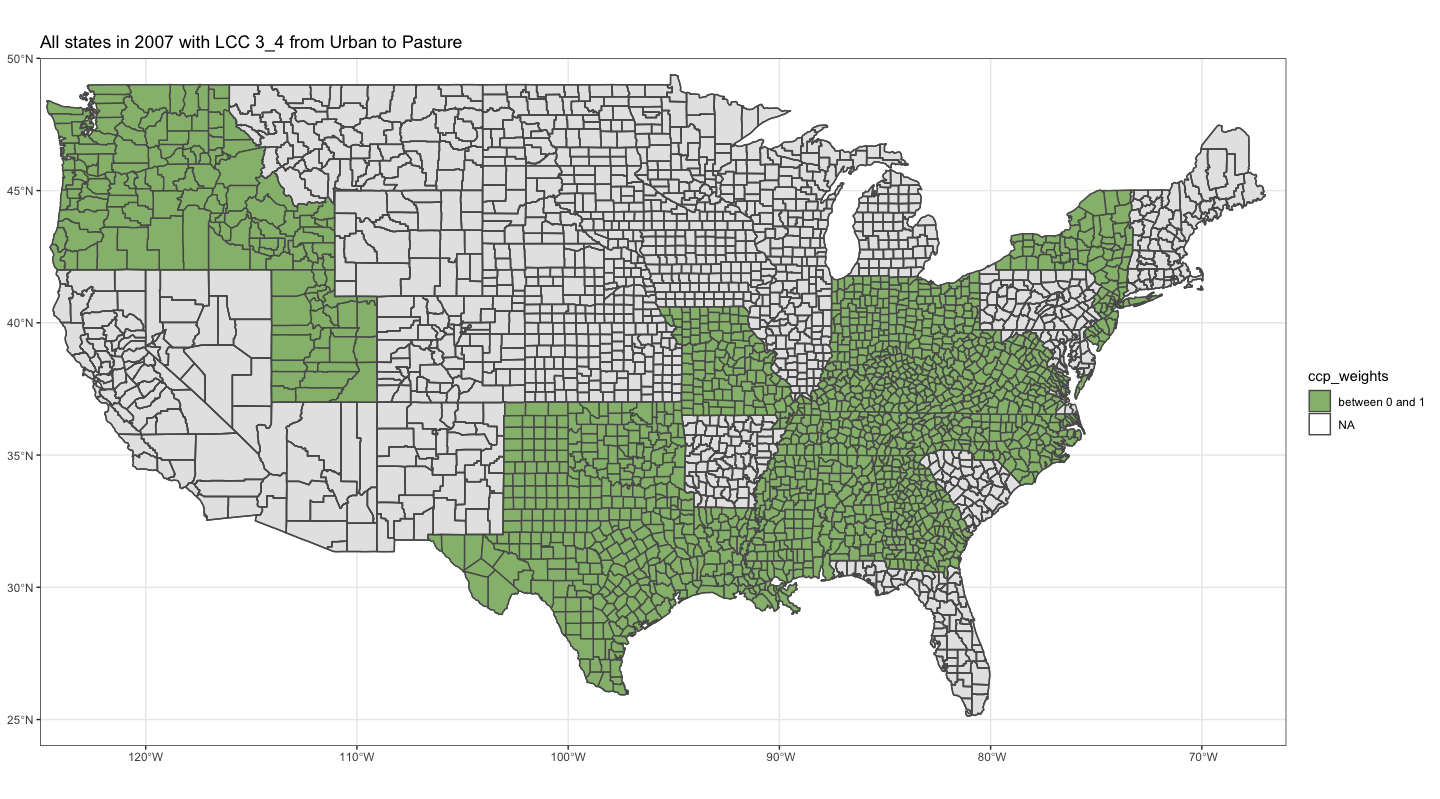 All states in 2007 with LCC 3_4 from Urban to Pasture
50°N
45°N
40°N
35°N
30°N
25°N
120°W
110°W
100°W
90°W
80°W
70°W
ccp_weights
between 0 and 1
NA